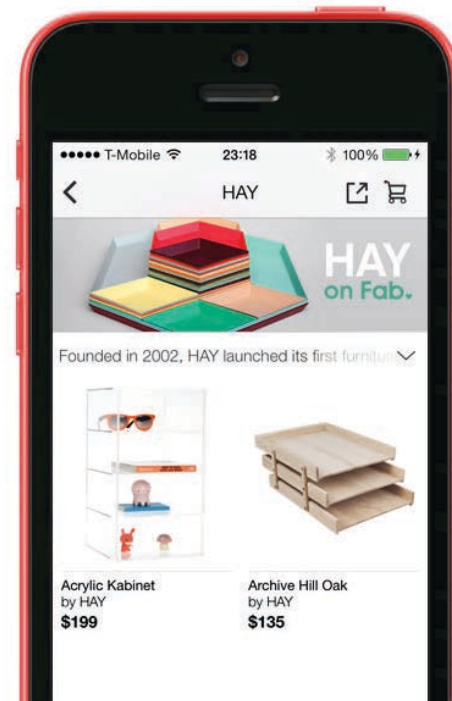 T-Mobile 23:18 100%
HAY
HAY
on Fab.
Founded in 2002, HAY launched its first furniture
Acrylic Kabinet
by HAY
$199
Archive Hill Oak
by HAY
$135